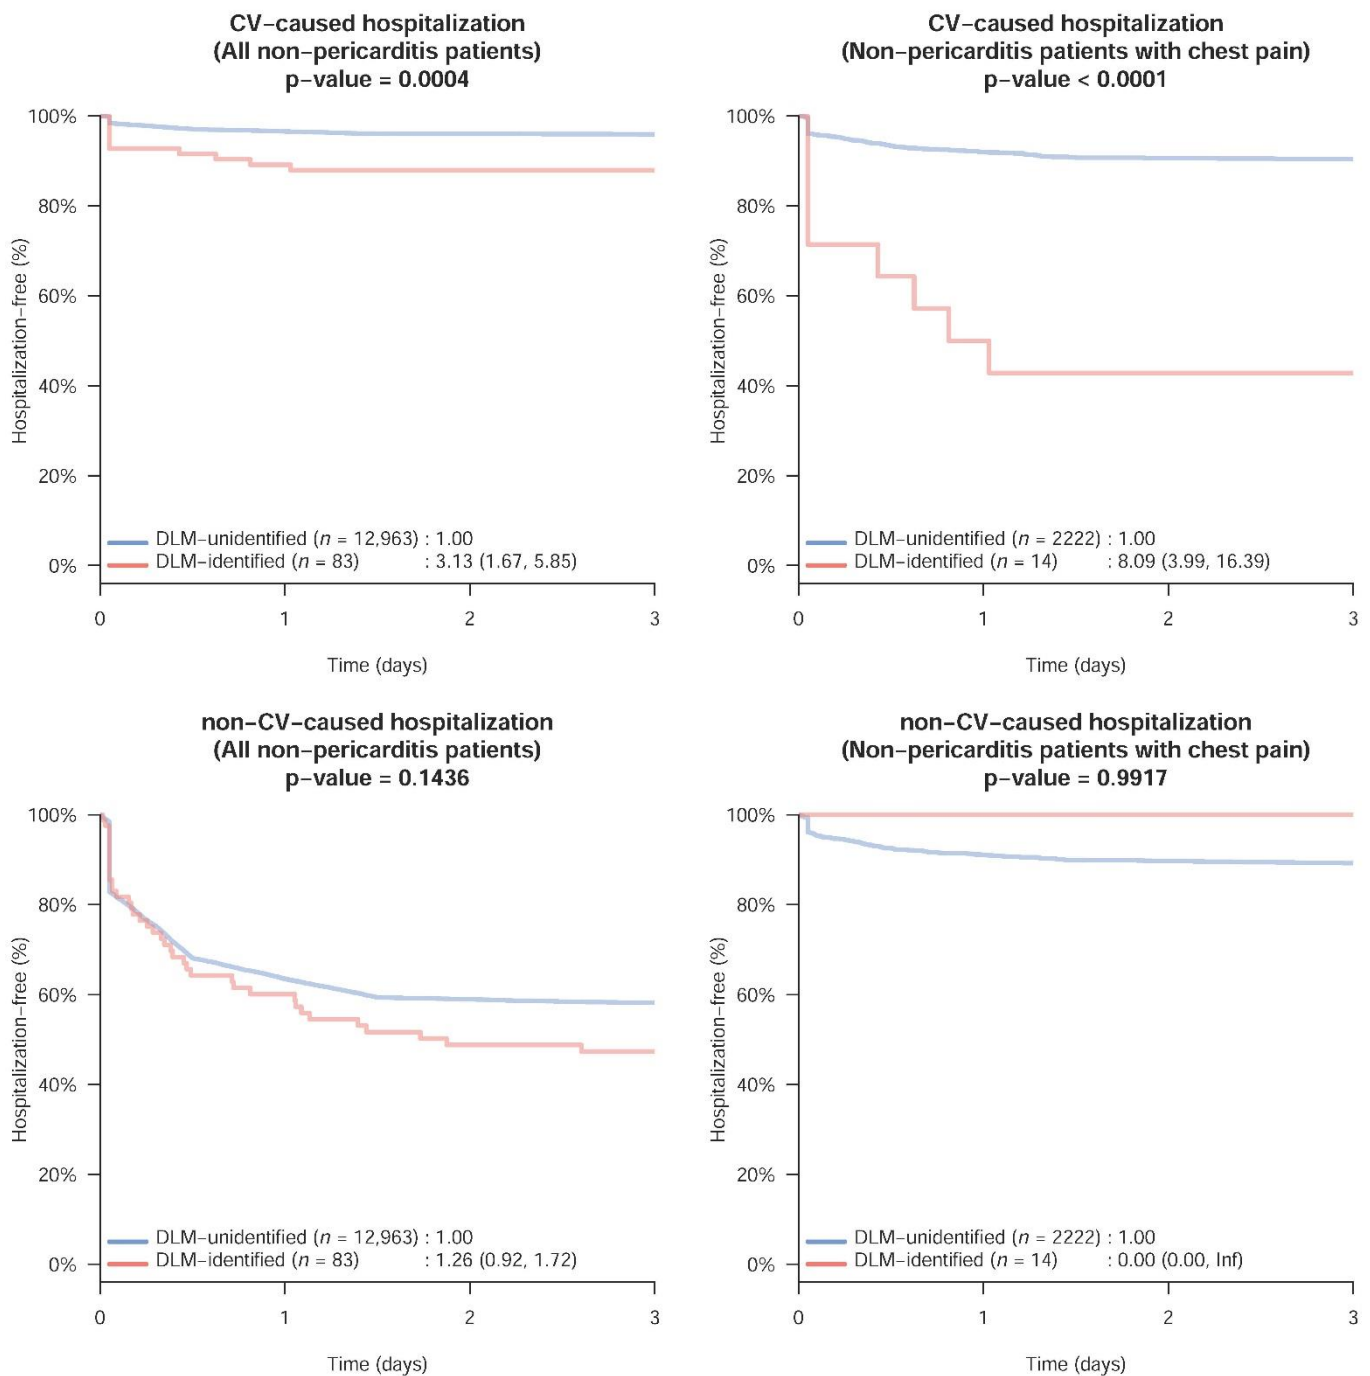 CV−caused hospitalization
(All non−pericarditis patients)
p−value = 0.0004
100%
80%
60%
40%
20%
0%
Hospitalization−free (%)
DLM−unidentified (n = 12,963) : 1.00
DLM−identified (n = 83) : 3.13 (1.67, 5.85)
0 1 2 3
Time (days)
CV−caused hospitalization
(Non−pericarditis patients with chest pain)
p−value < 0.0001
100%
80%
60%
40%
20%
0%
Hospitalization−free (%)
DLM−unidentified (n = 2222) : 1.00
DLM−identified (n = 14) : 8.09 (3.99, 16.39)
0 1 2 3
Time (days)
non−CV−caused hospitalization
(All non−pericarditis patients)
p−value = 0.1436
100%
80%
60%
40%
20%
0%
Hospitalization−free (%)
DLM−unidentified (n = 12,963) : 1.00
DLM−identified (n = 83) : 1.26 (0.92, 1.72)
0 1 2 3
Time (days)
non−CV−caused hospitalization
(Non−pericarditis patients with chest pain)
p−value = 0.9917
100%
80%
60%
40%
20%
0%
Hospitalization−free (%)
DLM−unidentified (n = 2222) : 1.00
DLM−identified (n = 14) : 0.00 (0.00, Inf)
0 1 2 3
Time (days)